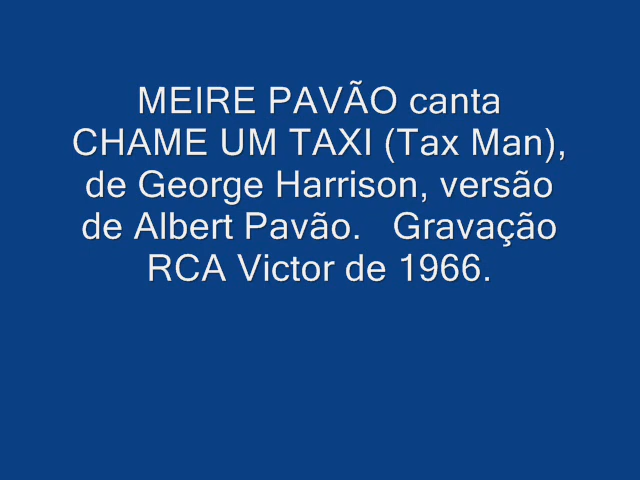 MEIRE PAVÃO canta
CHAME UM TAXI (Tax Man),
de George Harrison, versão
de Albert Pavão.   Gravação
RCA Victor de 1966.